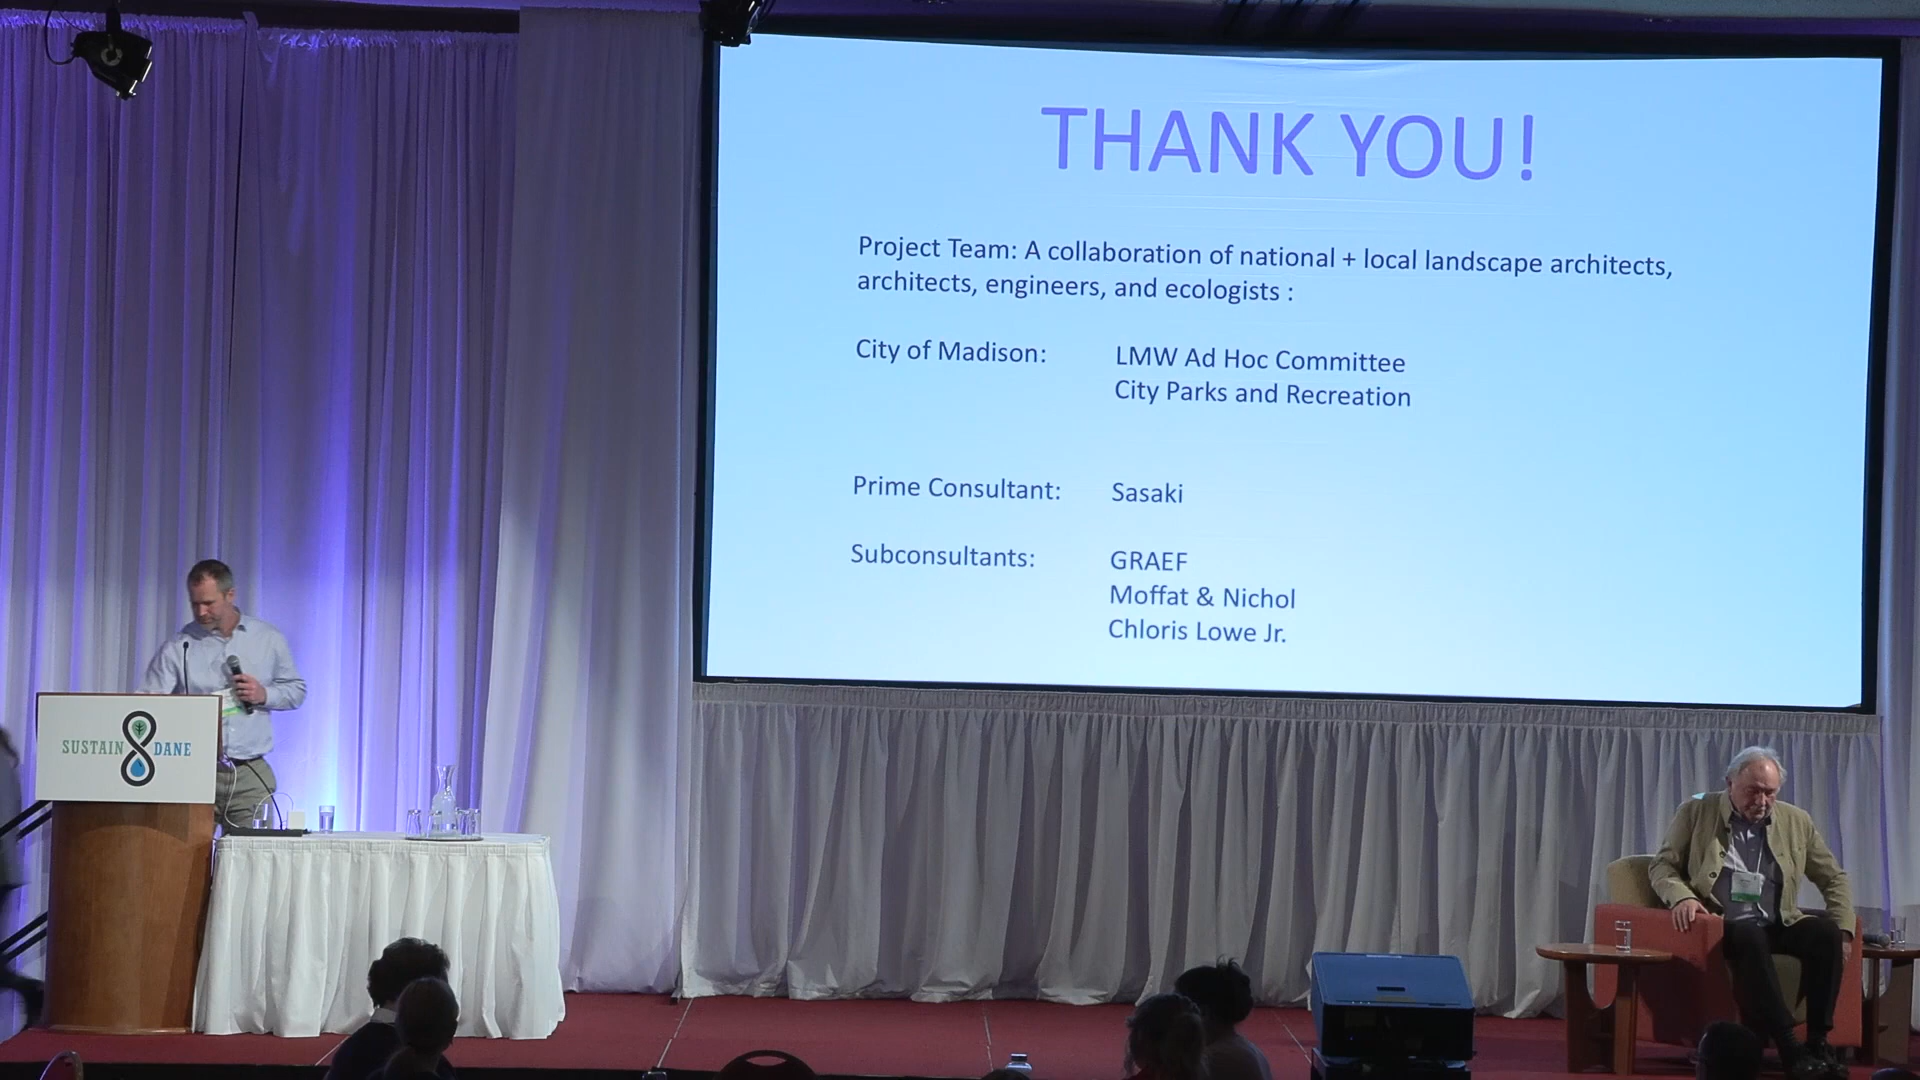 THANK YOU!
Project Team: A collaboration of national + local landscape architects,
architects, engineers, and ecologists :
City of Madison: LMW Ad Hoc Committee
City Parks and Recreation
Prime Consultant: Sasaki
Subconsultants: GRAEF
Moffat & Nichol
Chloris Lowe Jr.
SUSTAIN DANE